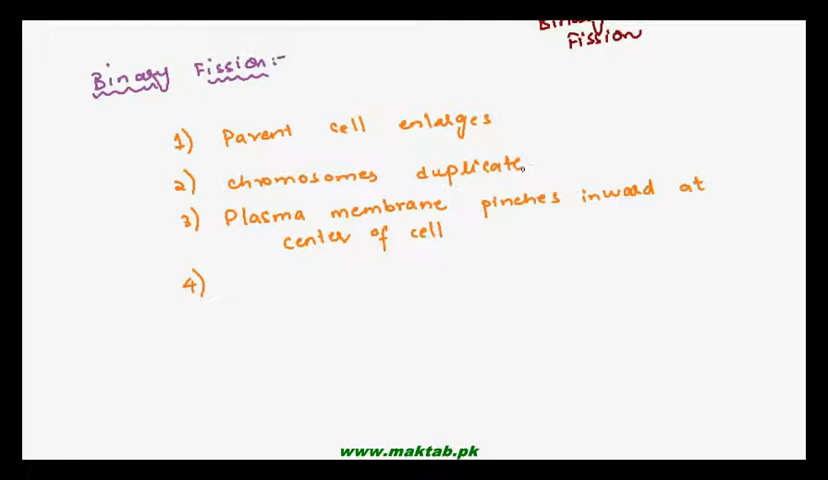 Fission
Binary Fission:-
1) Parent cell enlarges
2) chromosomes duplicate.
3) Plasma membrane pinches inward at
center of cell
4)
www.maktab.pk